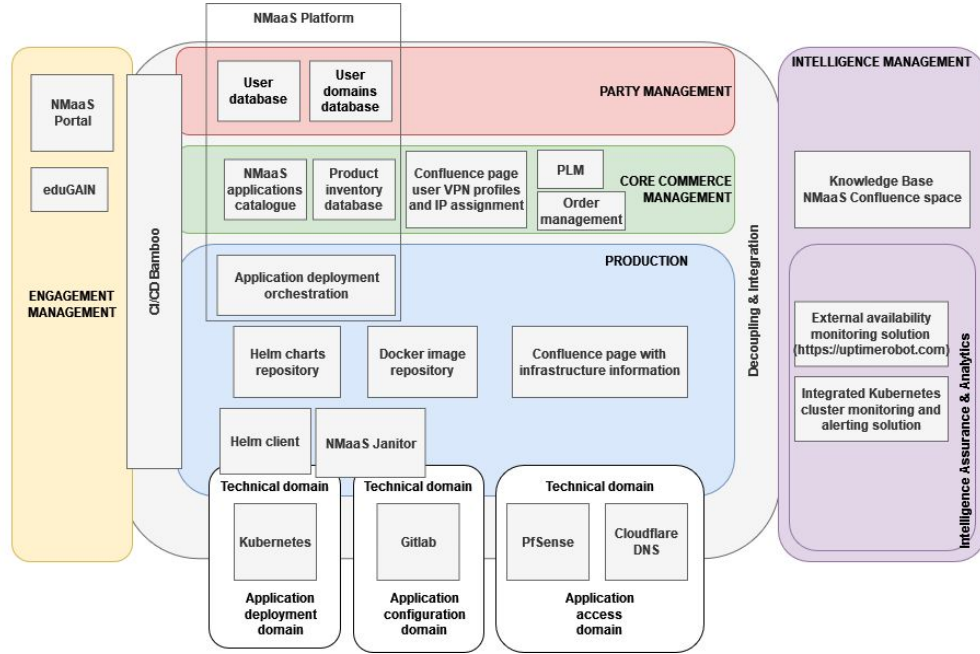 NMaaS Platform
INTELLIGENCE MANAGEMENT
NMaaS
Portal
eduGAIN
ENGAGEMENT
MANAGEMENT
CI/CD Bamboo
User
database
User
domains
database
PARTY MANAGEMENT
NMaaS
applications
catalogue
Product
inventory
database
Confluence page
user VPN profiles
and IP assignment
PLM
Order
management
CORE COMMERCE
MANAGEMENT
PRODUCTION
Application deployment
orchestration
Helm charts
repository
Docker image
repository
Confluence page with
infrastructure information
Helm client
NMaaS Janitor
Decoupling & Integration
Knowledge Base
NMaaS Confluence space
External availability
monitoring solution
(https://uptimerobot.com)
Integrated Kubernetes
cluster monitoring and
alerting solution
Intelligence Assurance & Analytics
Technical domain
Kubernetes
Application
deployment
domain
Technical domain
Gitlab
Application
configuration
domain
Technical domain
PfSense
Cloudflare
DNS
Application
access
domain